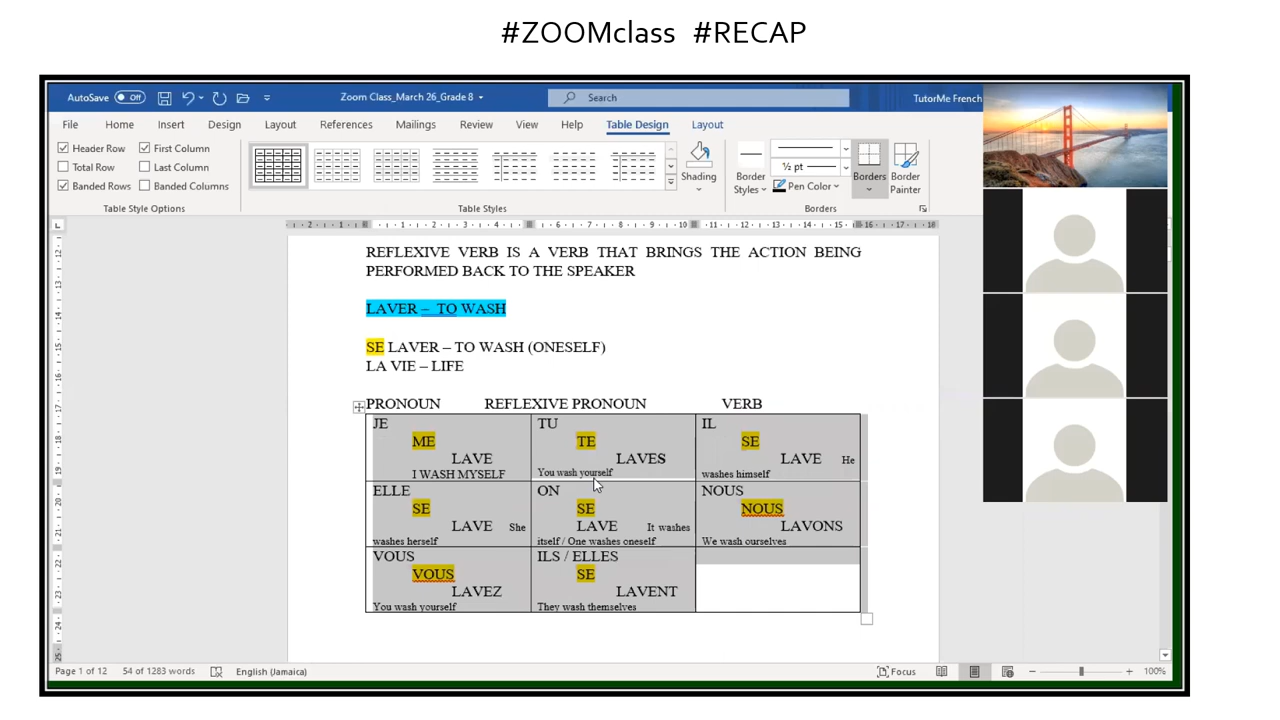 #ZOOMclass #RECAP
AutoSave Off
Zoom Class_March 26_Grade 8
Search
TutorMe French
File Home Insert Design Layout References Mailings Review View Help Table Design Layout
Header Row First Column
Total Row Last Column
Banded Rows Banded Columns
Table Style Options
Table Styles
Shading
Border Styles
½ pt
Pen Color
Borders
Border Painter
Borders
REFLEXIVE VERB IS A VERB THAT BRINGS THE ACTION BEING
PERFORMED BACK TO THE SPEAKER
LAVER – TO WASH
SE LAVER – TO WASH (ONESELF)
LA VIE – LIFE
PRONOUN REFLEXIVE PRONOUN VERB
JE
ME
LAVE
I WASH MYSELF
TU
TE
LAVES
You wash yourself
IL
SE
LAVE He
washes himself
ELLE
SE
LAVE She
washes herself
ON
SE
LAVE It washes
itself / One washes oneself
NOUS
NOUS
LAVONS
We wash ourselves
VOUS
VOUS
LAVEZ
You wash yourself
ILS / ELLES
SE
LAVENT
They wash themselves
Page 1 of 12 54 of 1283 words English (Jamaica) Focus 100%